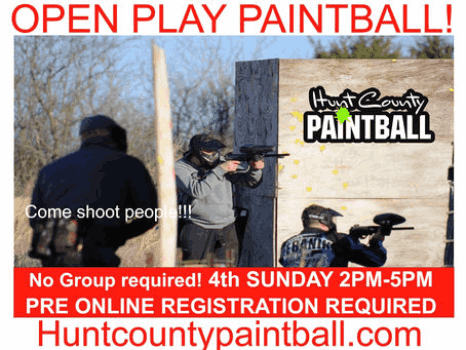 OPEN PLAY PAINTBALL!
Hunt County
PAINTBALL
Come shoot people!!!
No Group required! 4th SUNDAY 2PM-5PM
PRE ONLINE REGISTRATION REQUIRED
Huntcountypaintball.com